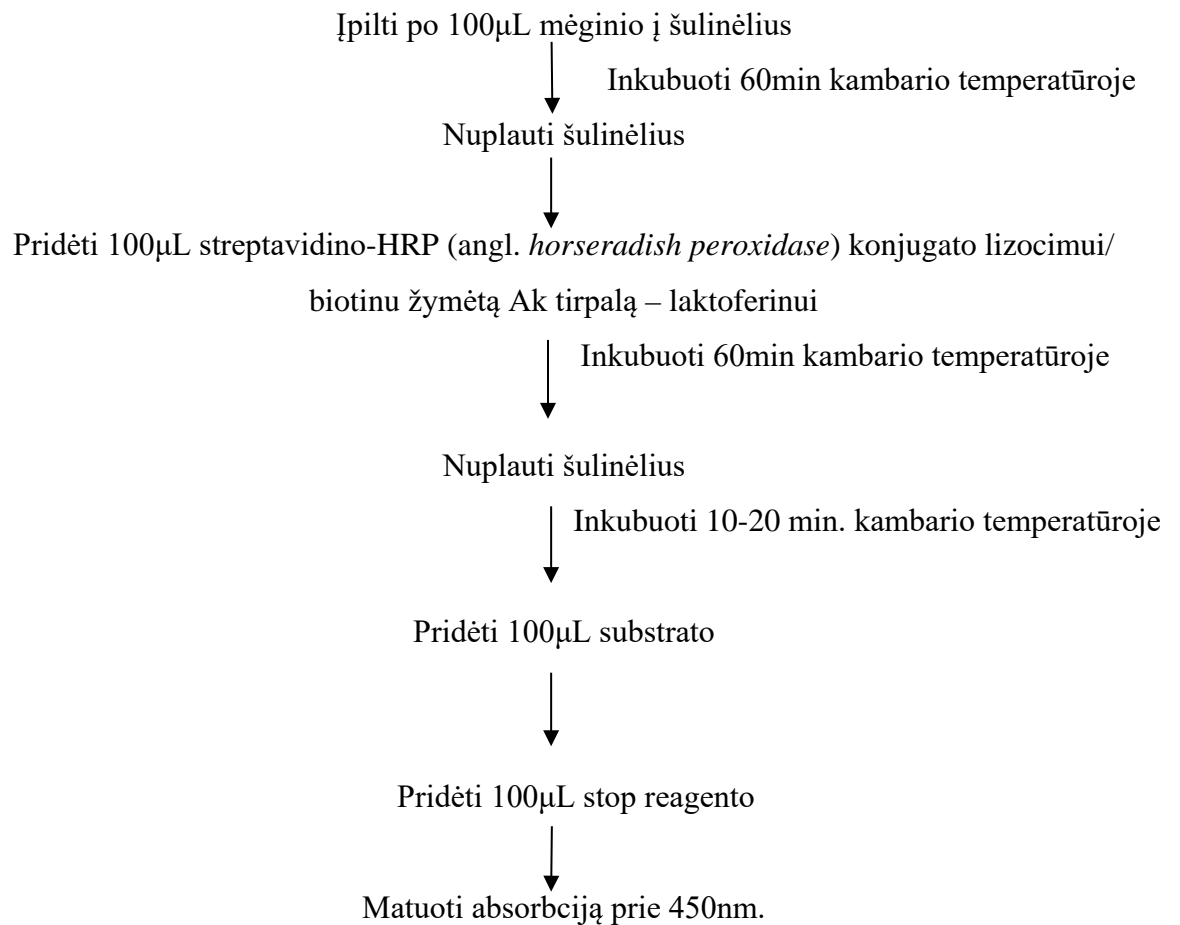 Įpilti po 100μL mėginio į šulinėlius
Inkubuoti 60min kambario temperatūroje
Nuplauti šulinėlius
Pridėti 100μL streptavidino-HRP (angl. horseradish peroxidase) konjugato lizocimui/
biotinu žymėtą Ak tirpalą – laktoferinui
Inkubuoti 60min kambario temperatūroje
Nuplauti šulinėlius
Inkubuoti 10-20 min. kambario temperatūroje
Pridėti 100μL substrato
Pridėti 100μL stop reagento
Matuoti absorbciją prie 450nm.